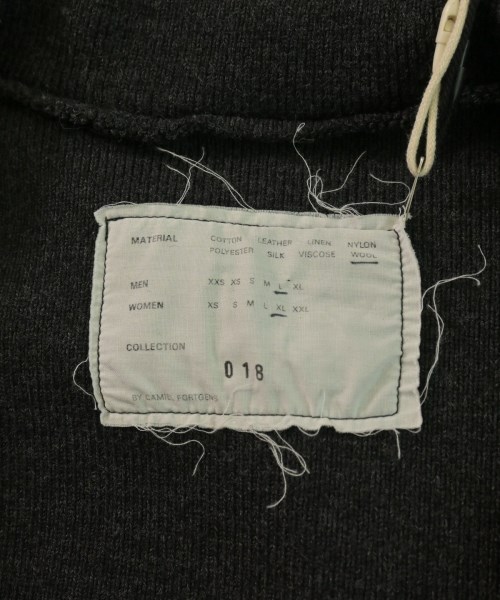 MATERIAL COTTON LEATHER LINEN NYLON
POLYESTER SILK VISCOSE WOOL
MEN XXS XS S M L XL
WOMEN XS S M L XL XXL
COLLECTION
018
BY CAMIEL FORTGENS